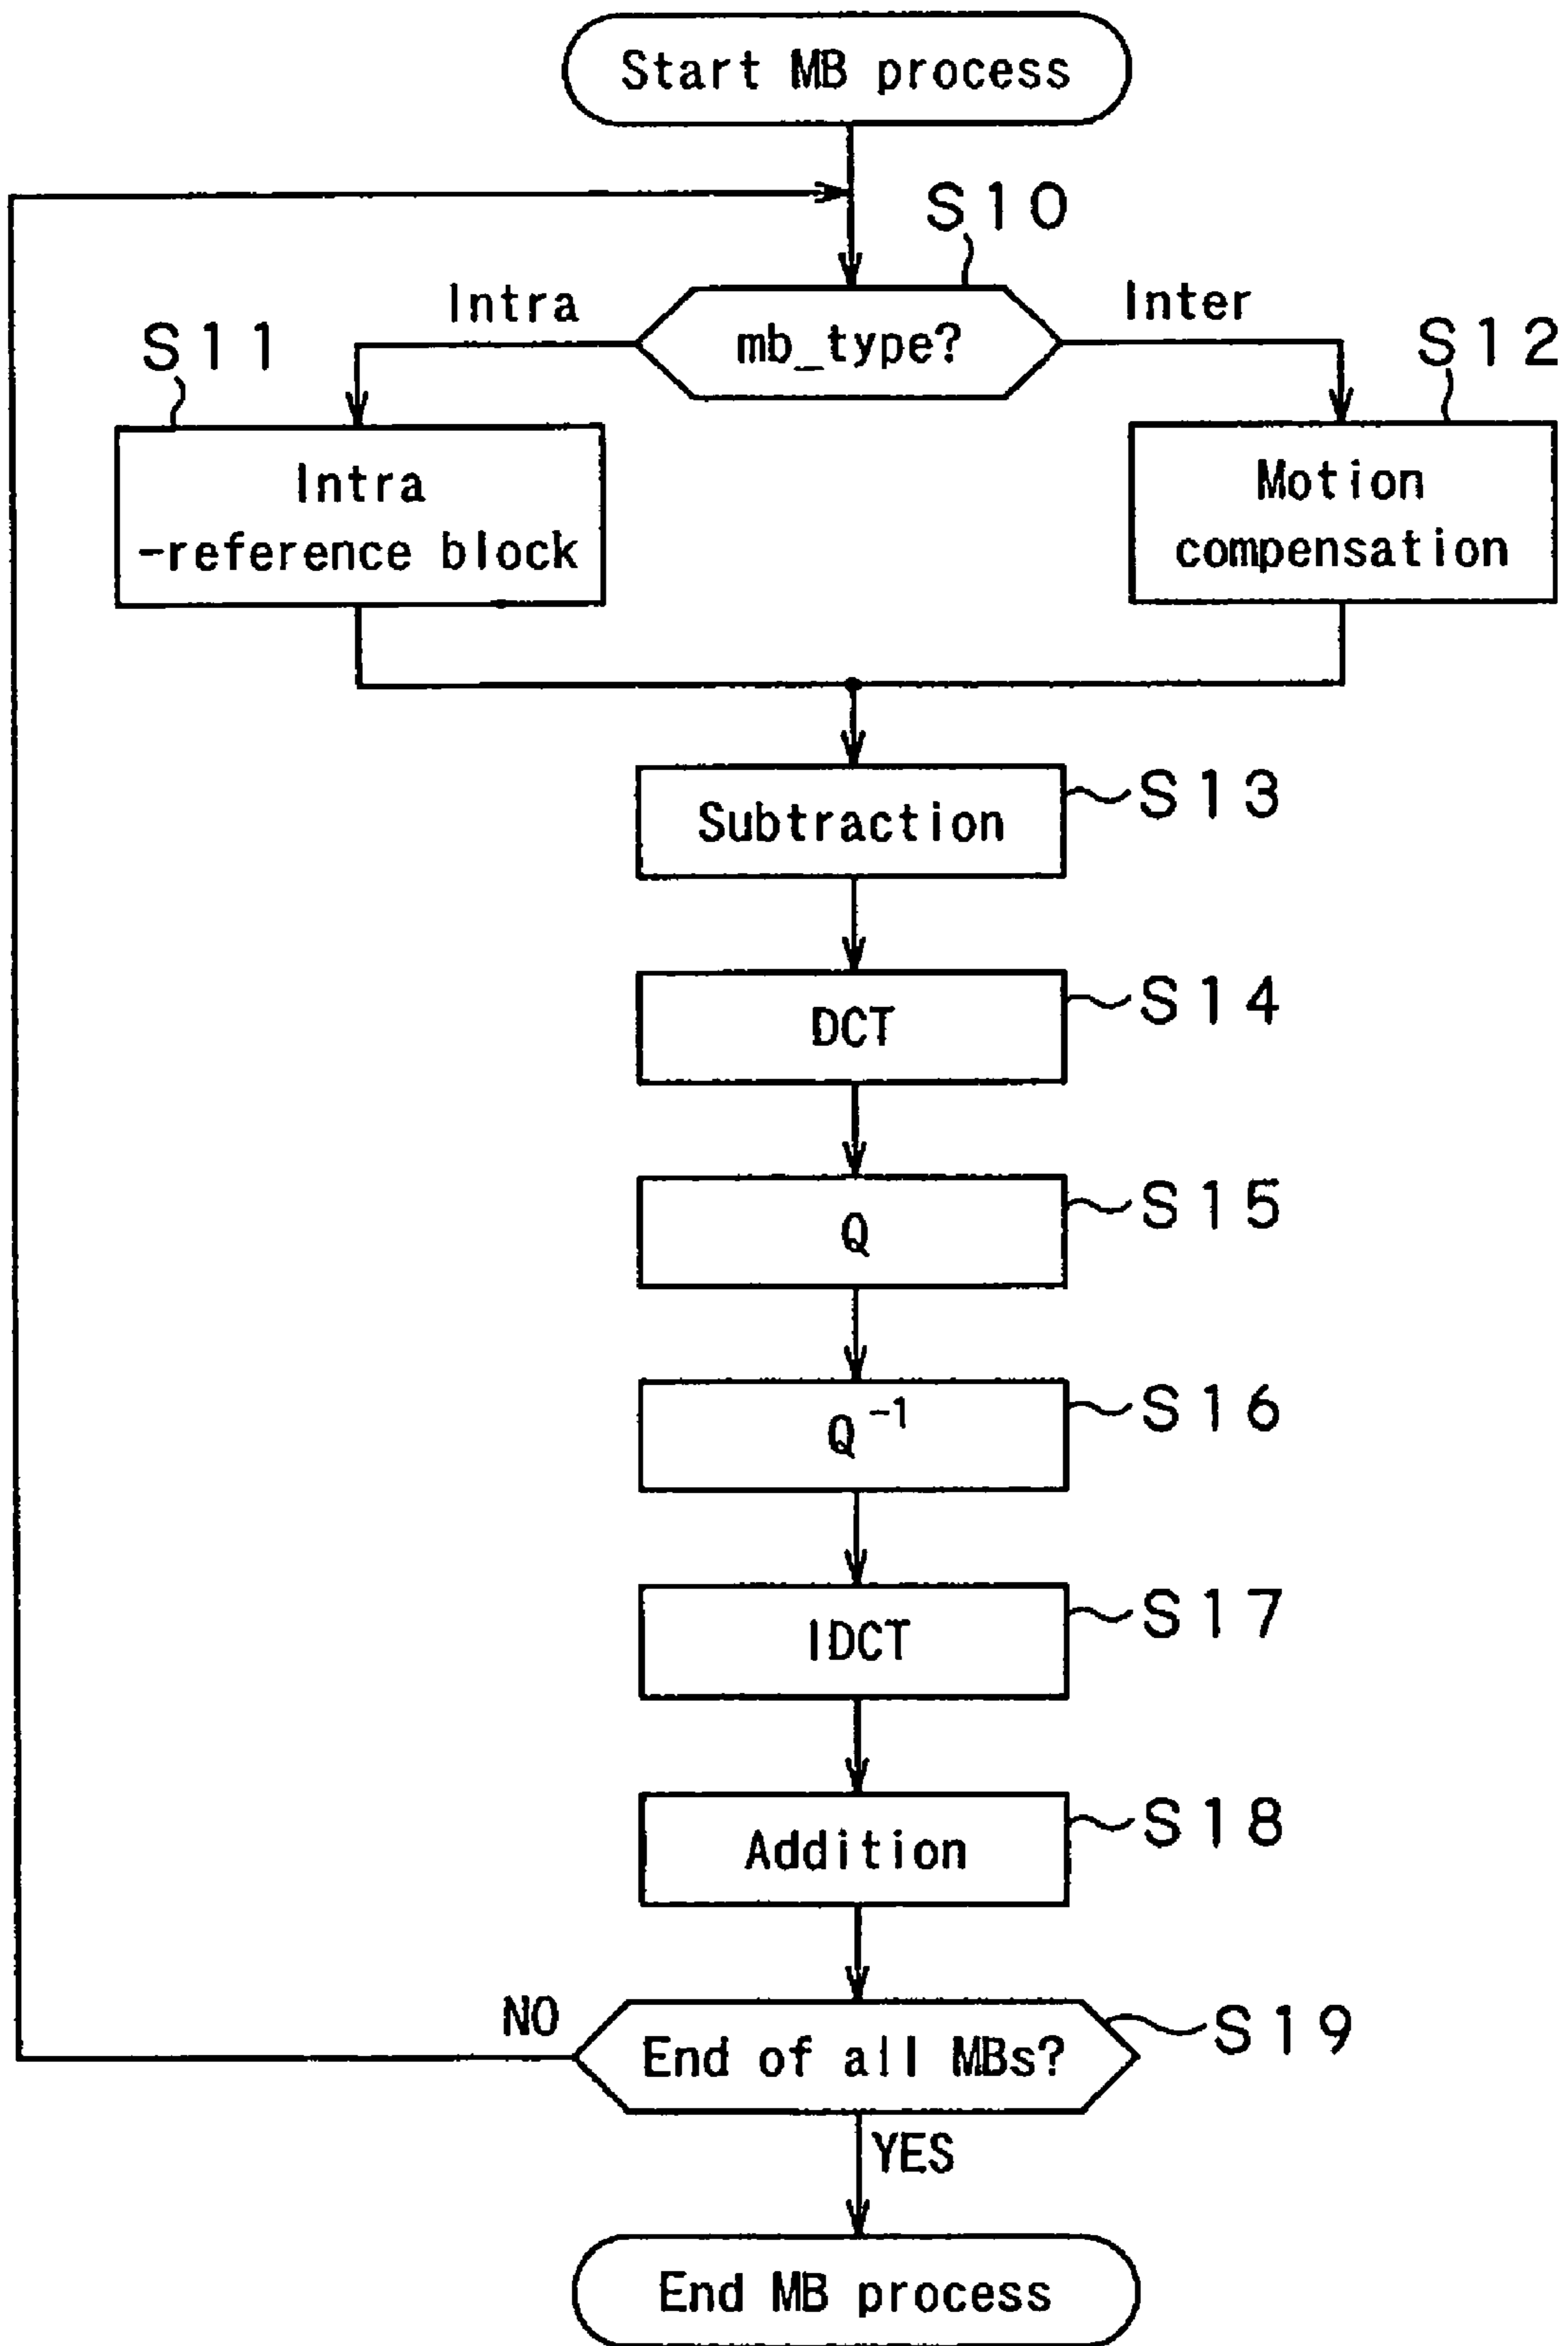 Start MB process
S10
Intra
Inter
mb_type?
S11
S12
Intra
-reference block
Motion
compensation
Subtraction
S13
DCT
S14
Q
S15
Q⁻¹
S16
IDCT
S17
Addition
S18
NO
End of all MBs?
S19
YES
End MB process